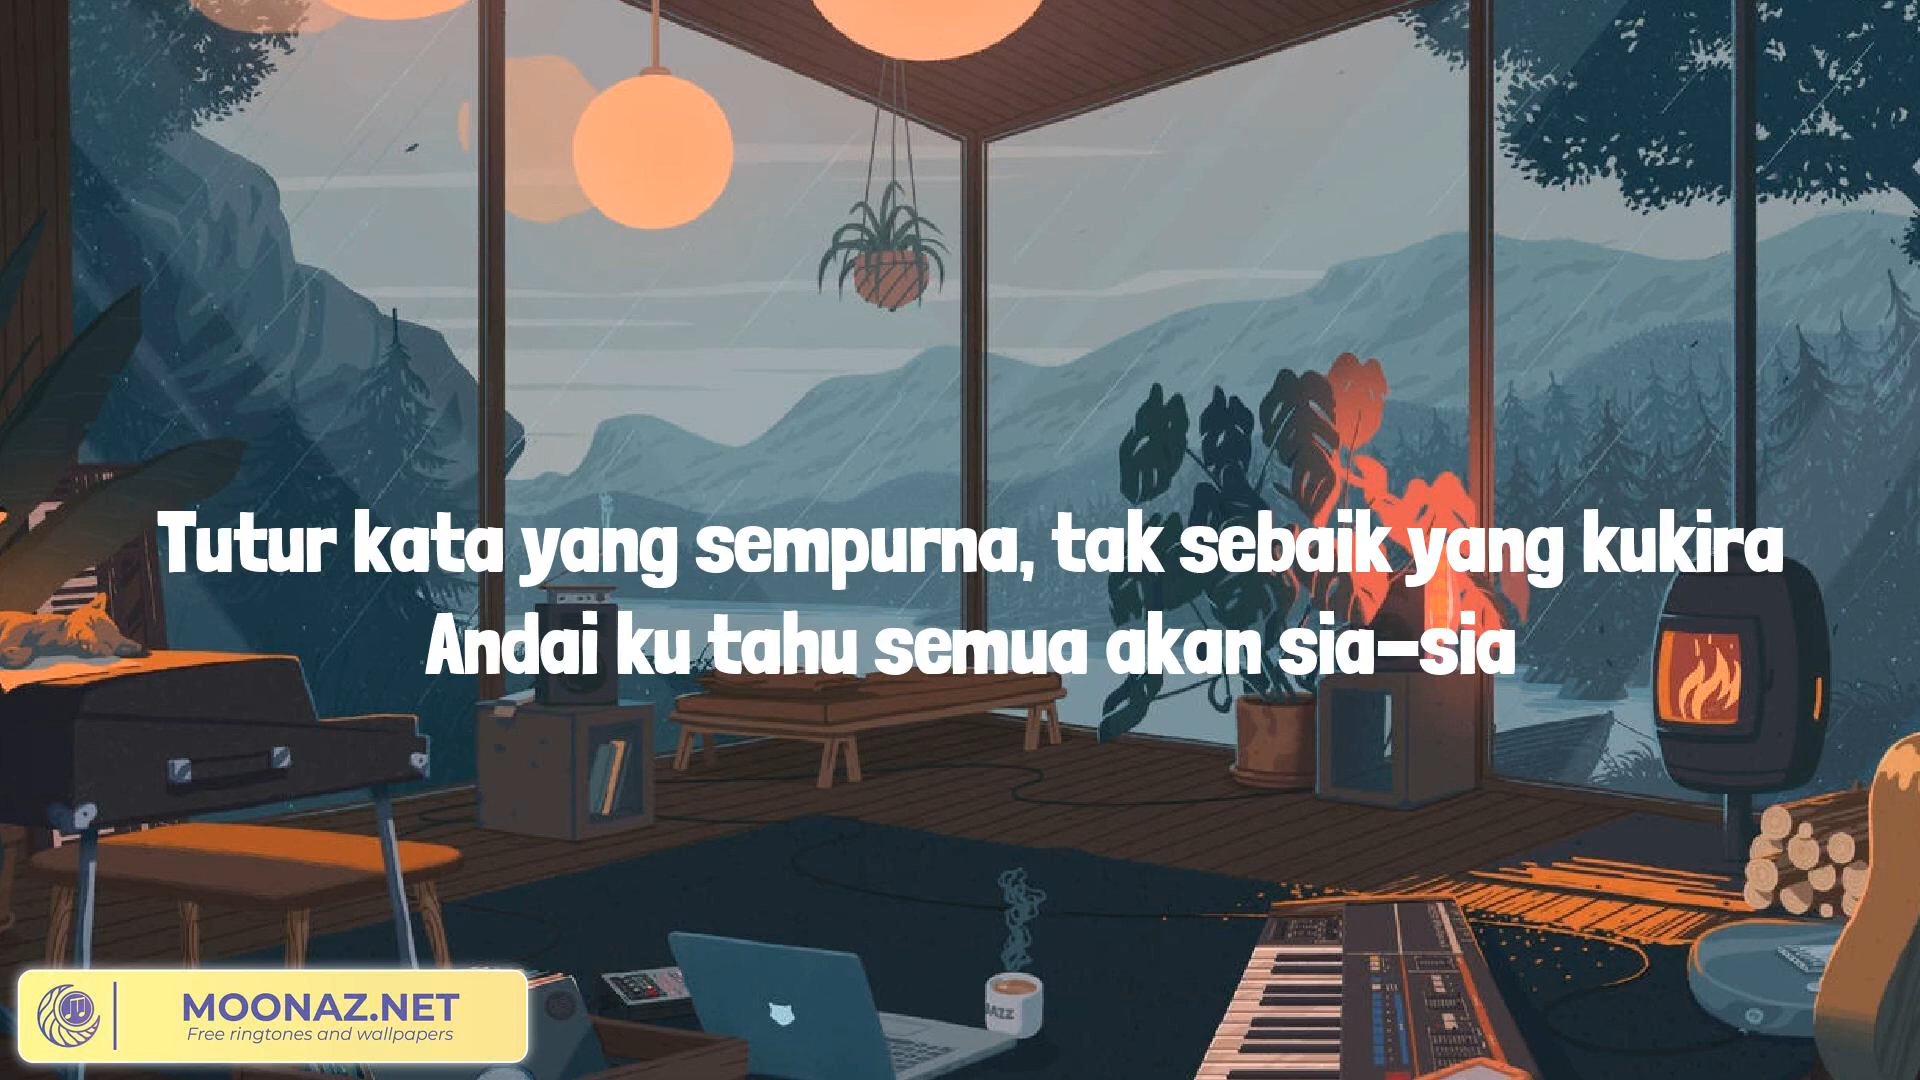 Tutur kata yang sempurna, tak sebaik yang kukira
Andai ku tahu semua akan sia-sia
JAZZ
MOONAZ.NET
Free ringtones and wallpapers